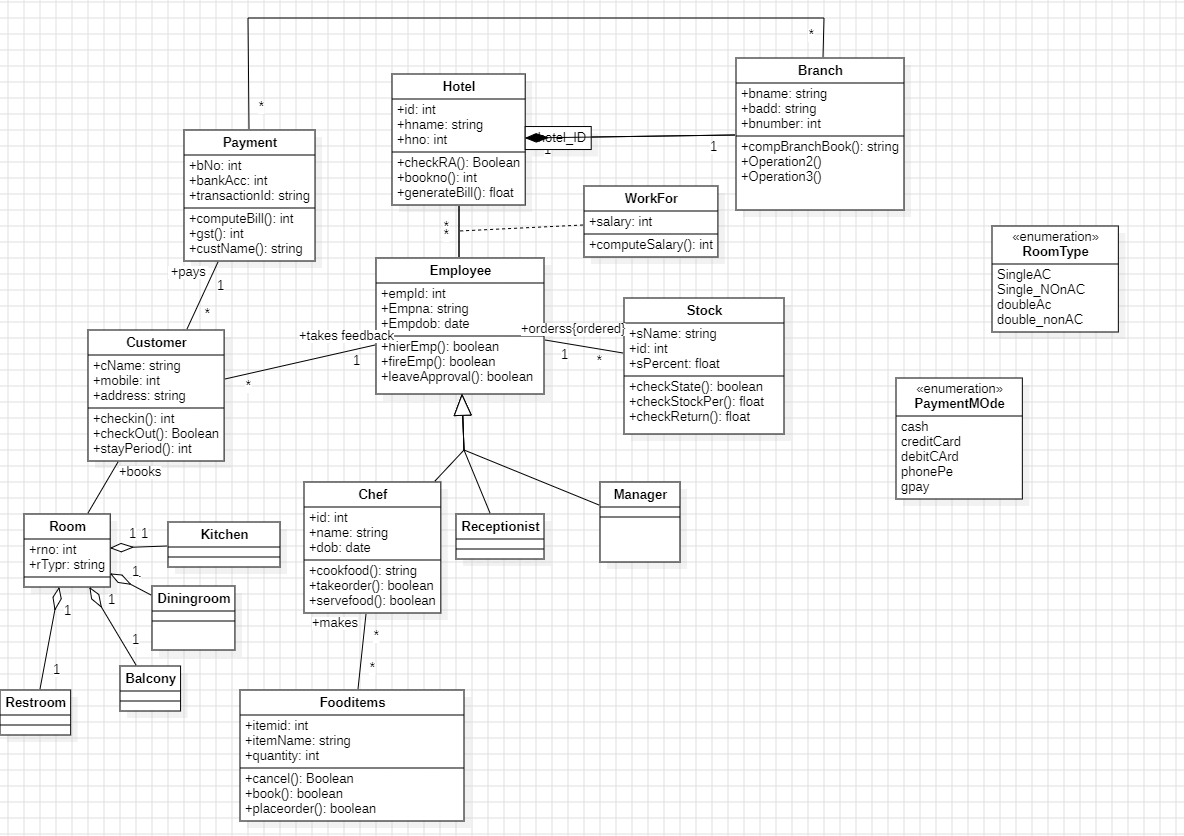 *
*
Hotel
+id: int
+hname: string
+hno: int
+checkRA(): Boolean
+bookno(): int
+generateBill(): float
hotel_ID
1
1
Branch
+bname: string
+badd: string
+bnumber: int
+compBranchBook(): string
+Operation2()
+Operation3()
Payment
+bNo: int
+bankAcc: int
+transactionId: string
+computeBill(): int
+gst(): int
+custName(): string
+pays
1
*
*
*
WorkFor
+salary: int
+computeSalary(): int
«enumeration»
RoomType
SingleAC
Single_NOnAC
doubleAc
double_nonAC
Employee
+empId: int
+Empna: string
+Empdob: date
+hierEmp(): boolean
+fireEmp(): boolean
+leaveApproval(): boolean
+orderss{ordered}
1
*
Stock
+sName: string
+id: int
+sPercent: float
+checkState(): boolean
+checkStockPer(): float
+checkReturn(): float
+takes feedback
1
*
Customer
+cName: string
+mobile: int
+address: string
+checkin(): int
+checkOut(): Boolean
+stayPeriod(): int
+books
«enumeration»
PaymentMOde
cash
creditCard
debitCArd
phonePe
gpay
Chef
+id: int
+name: string
+dob: date
+cookfood(): string
+takeorder(): boolean
+servefood(): boolean
+makes
*
*
Receptionist
Manager
Room
+rno: int
+rTypr: string
1 1
Kitchen
1
Diningroom
1
1
Balcony
1
1
Restroom
Fooditems
+itemid: int
+itemName: string
+quantity: int
+cancel(): Boolean
+book(): boolean
+placeorder(): boolean